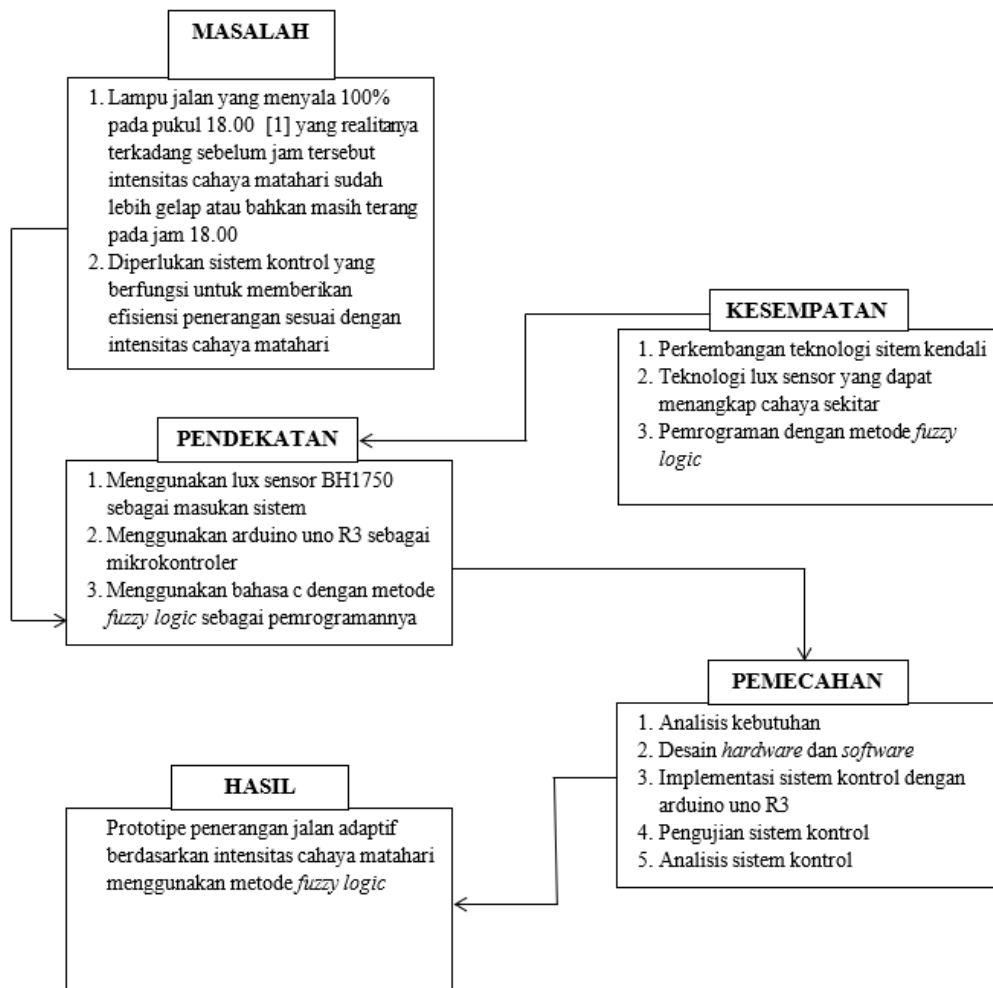 MASALAH
1. Lampu jalan yang menyala 100%
pada pukul 18.00 [1] yang realitanya
terkadang sebelum jam tersebut
intensitas cahaya matahari sudah
lebih gelap atau bahkan masih terang
pada jam 18.00
2. Diperlukan sistem kontrol yang
berfungsi untuk memberikan
efisiensi penerangan sesuai dengan
intensitas cahaya matahari
KESEMPATAN
1. Perkembangan teknologi sitem kendali
2. Teknologi lux sensor yang dapat
menangkap cahaya sekitar
3. Pemrograman dengan metode fuzzy
logic
PENDEKATAN
1. Menggunakan lux sensor BH1750
sebagai masukan sistem
2. Menggunakan arduino uno R3 sebagai
mikrokontroler
3. Menggunakan bahasa c dengan metode
fuzzy logic sebagai pemrogramannya
PEMECAHAN
1. Analisis kebutuhan
2. Desain hardware dan software
3. Implementasi sistem kontrol dengan
arduino uno R3
4. Pengujian sistem kontrol
5. Analisis sistem kontrol
HASIL
Prototipe penerangan jalan adaptif
berdasarkan intensitas cahaya matahari
menggunakan metode fuzzy logic